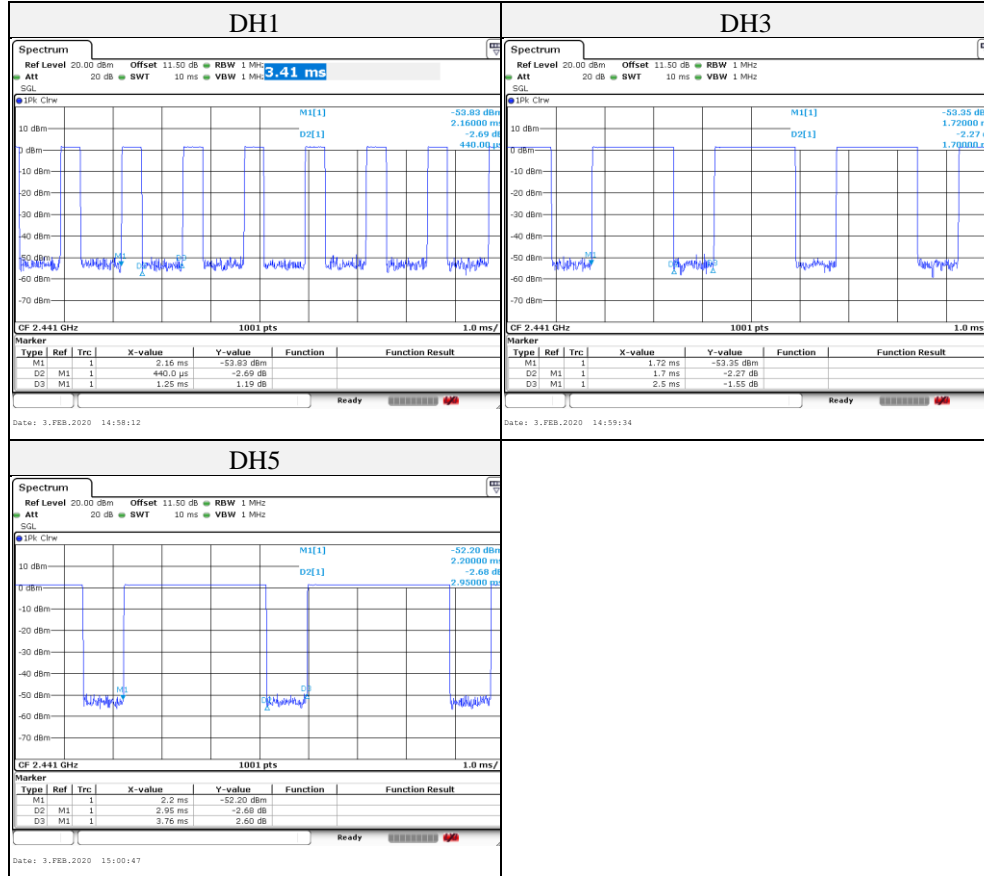 DH1
Spectrum
Ref Level 20.00 dBm Offset 11.50 dB RBW 1 MHz
Att 20 dB SWT 10 ms VBW 1 MHz 3.41 ms
SGL
1Pk Clrw
M1[1] -53.83 dBm
2.16000 ms
10 dBm
D2[1] -2.69 dB
440.00 µs
0 dBm
-10 dBm
-20 dBm
-30 dBm
-40 dBm
-50 dBm
M1
D3
-60 dBm
-70 dBm
CF 2.441 GHz 1001 pts 1.0 ms/
Marker
Type Ref Trc X-value Y-value Function Function Result
M1 1 2.16 ms -53.83 dBm
D2 M1 1 440.0 µs -2.69 dB
D3 M1 1 1.25 ms 1.19 dB
Ready
Date: 3.FEB.2020 14:58:12
DH3
Spectrum
Ref Level 20.00 dBm Offset 11.50 dB RBW 1 MHz
Att 20 dB SWT 10 ms VBW 1 MHz
SGL
1Pk Clrw
M1[1] -53.35 dB
1.72000
10 dBm
D2[1] -2.27
1.70000
0 dBm
-10 dBm
-20 dBm
-30 dBm
-40 dBm
-50 dBm
M1
-60 dBm
-70 dBm
CF 2.441 GHz 1001 pts 1.0 ms
Marker
Type Ref Trc X-value Y-value Function Function Result
M1 1 1.72 ms -53.35 dBm
D2 M1 1 1.7 ms -2.27 dB
D3 M1 1 2.5 ms -1.55 dB
Ready
Date: 3.FEB.2020 14:59:34
DH5
Spectrum
Ref Level 20.00 dBm Offset 11.50 dB RBW 1 MHz
Att 20 dB SWT 10 ms VBW 1 MHz
SGL
1Pk Clrw
M1[1] -52.20 dBm
2.20000 ms
10 dBm
D2[1] -2.68 dB
2.95000 ms
0 dBm
-10 dBm
-20 dBm
-30 dBm
-40 dBm
-50 dBm
M1
D3
-60 dBm
-70 dBm
CF 2.441 GHz 1001 pts 1.0 ms/
Marker
Type Ref Trc X-value Y-value Function Function Result
M1 1 2.2 ms -52.20 dBm
D2 M1 1 2.95 ms -2.68 dB
D3 M1 1 3.76 ms 2.60 dB
Ready
Date: 3.FEB.2020 15:00:47